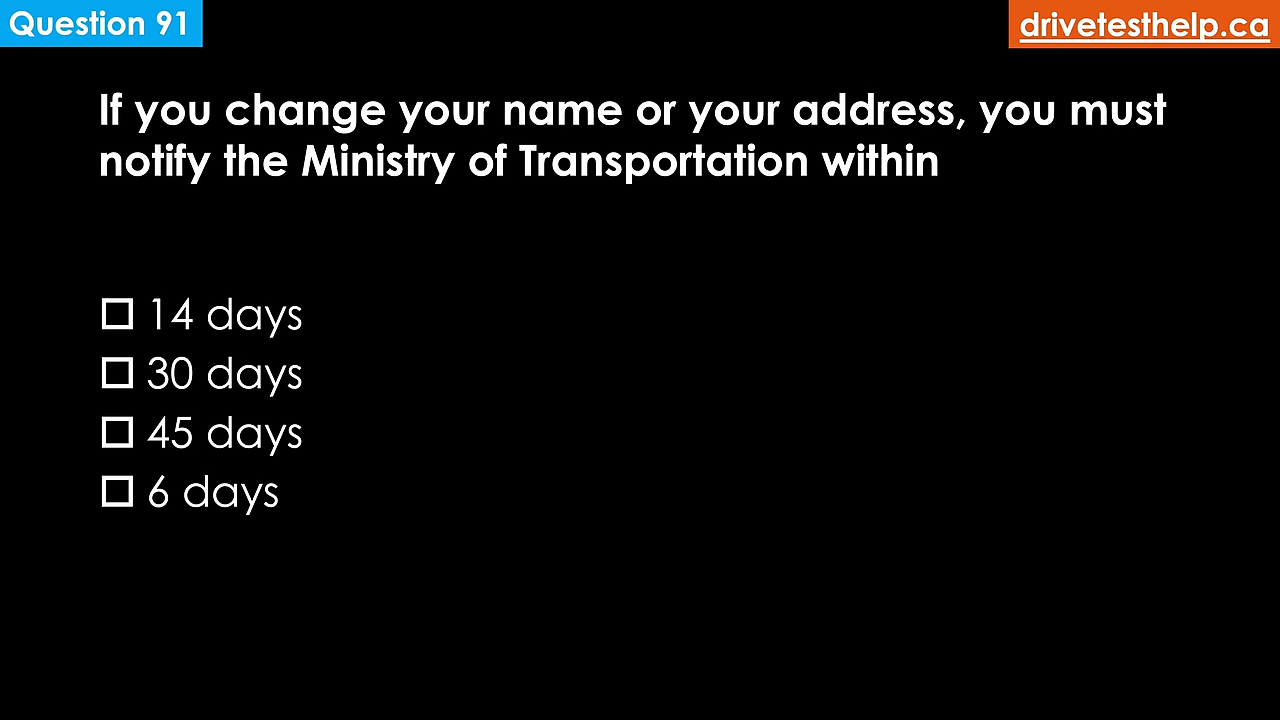 Question 91
drivetesthelp.ca
If you change your name or your address, you must
notify the Ministry of Transportation within
14 days
30 days
45 days
6 days